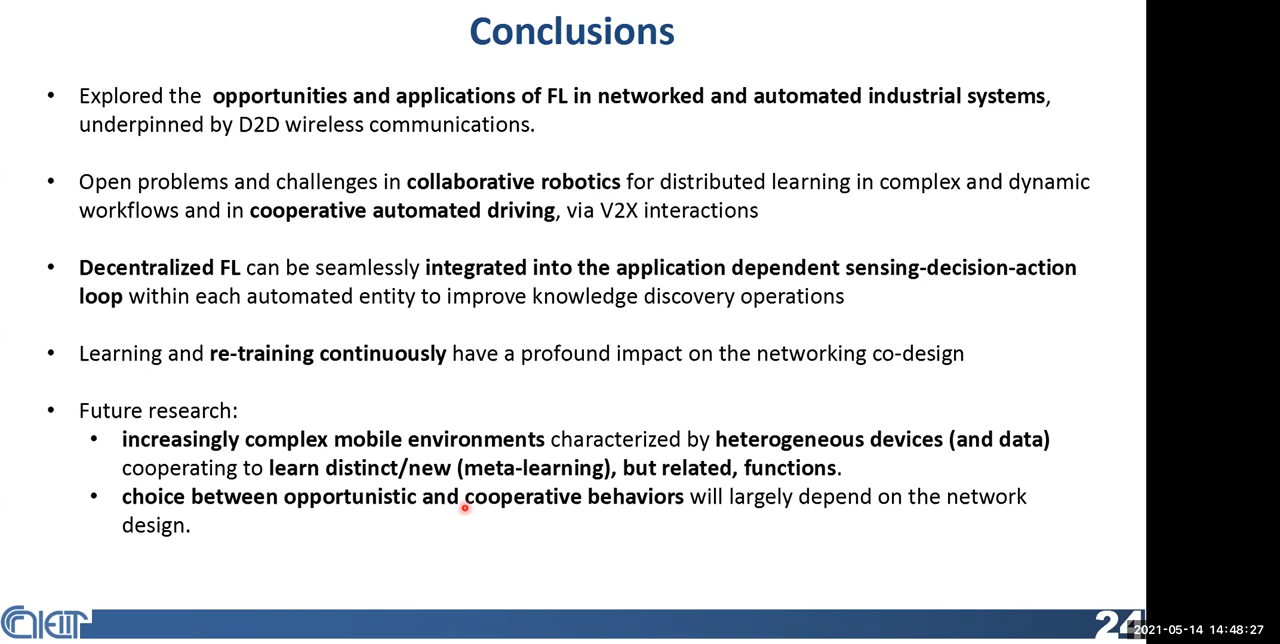 Conclusions
• Explored the opportunities and applications of FL in networked and automated industrial systems,
underpinned by D2D wireless communications.
• Open problems and challenges in collaborative robotics for distributed learning in complex and dynamic
workflows and in cooperative automated driving, via V2X interactions
• Decentralized FL can be seamlessly integrated into the application dependent sensing-decision-action
loop within each automated entity to improve knowledge discovery operations
• Learning and re-training continuously have a profound impact on the networking co-design
• Future research:
• increasingly complex mobile environments characterized by heterogeneous devices (and data)
cooperating to learn distinct/new (meta-learning), but related, functions.
• choice between opportunistic and cooperative behaviors will largely depend on the network
design.
24
2021-05-14 14:48:27